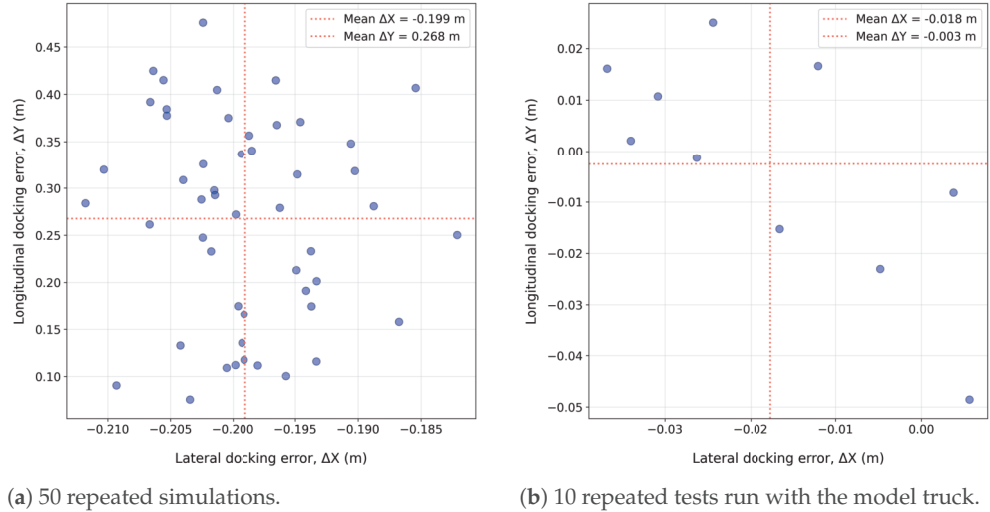 Mean ΔX = -0.199 m
Mean ΔY = 0.268 m
Longitudinal docking error, ΔY (m)
0.45
0.40
0.35
0.30
0.25
0.20
0.15
0.10
−0.210
−0.205
−0.200
−0.195
−0.190
−0.185
Lateral docking error, ΔX (m)
(a) 50 repeated simulations.
Mean ΔX = -0.018 m
Mean ΔY = -0.003 m
Longitudinal docking error, ΔY (m)
0.02
0.01
0.00
−0.01
−0.02
−0.03
−0.04
−0.05
−0.03
−0.02
−0.01
0.00
Lateral docking error, ΔX (m)
(b) 10 repeated tests run with the model truck.